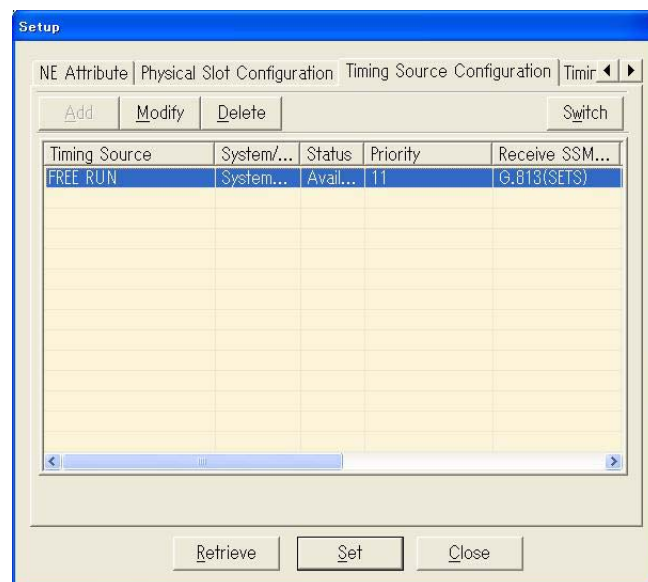 Setup
NE Attribute Physical Slot Configuration Timing Source Configuration Timir
Add Modify Delete Switch
Timing Source System/... Status Priority Receive SSM...
FREE RUN System... Avail... 11 G.813(SETS)
Retrieve Set Close